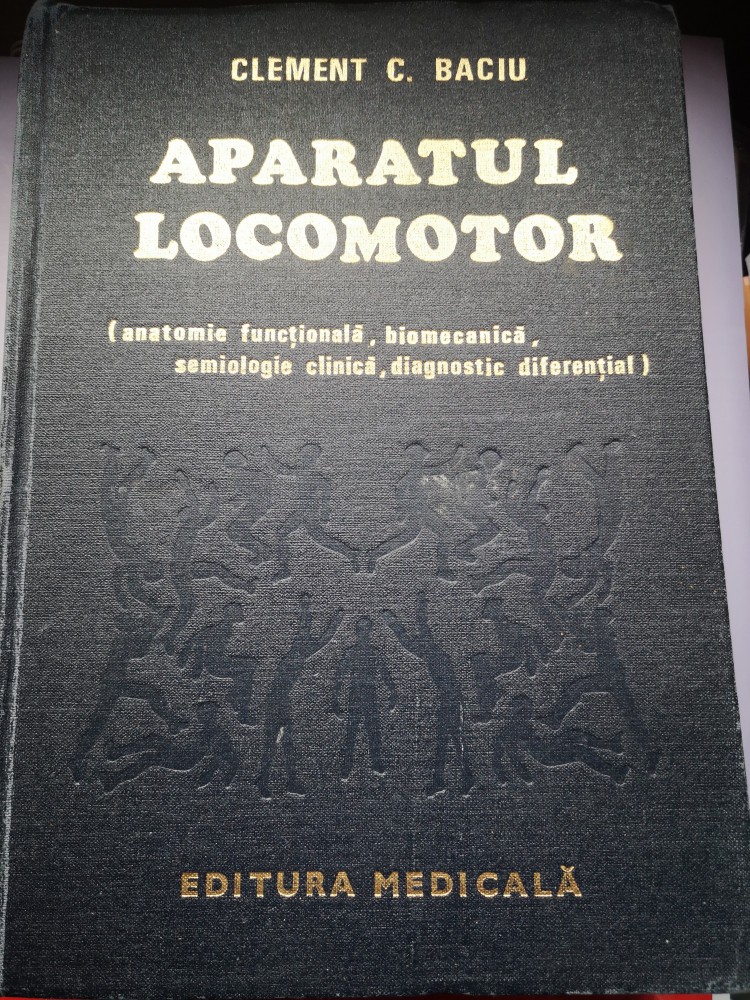 CLEMENT C. BACIU
APARATUL
LOCOMOTOR
(anatomie funcțională, biomecanică,
semiologie clinică, diagnostic diferențial)
EDITURA MEDICALĂ